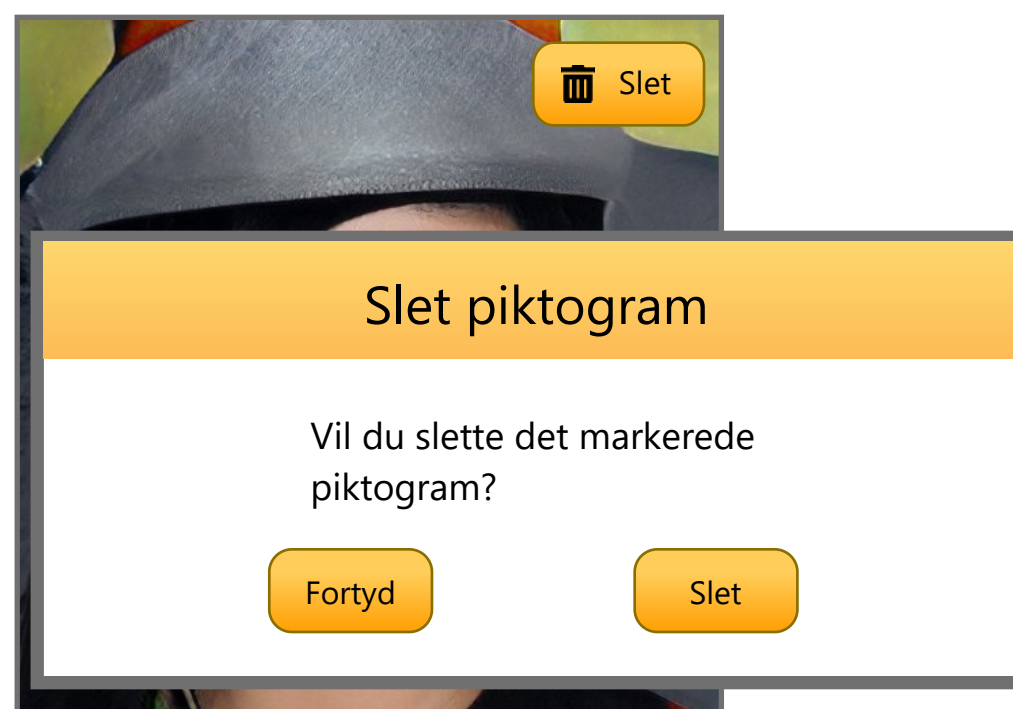 Slet
Slet piktogram
Vil du slette det markerede
piktogram?
Fortyd
Slet